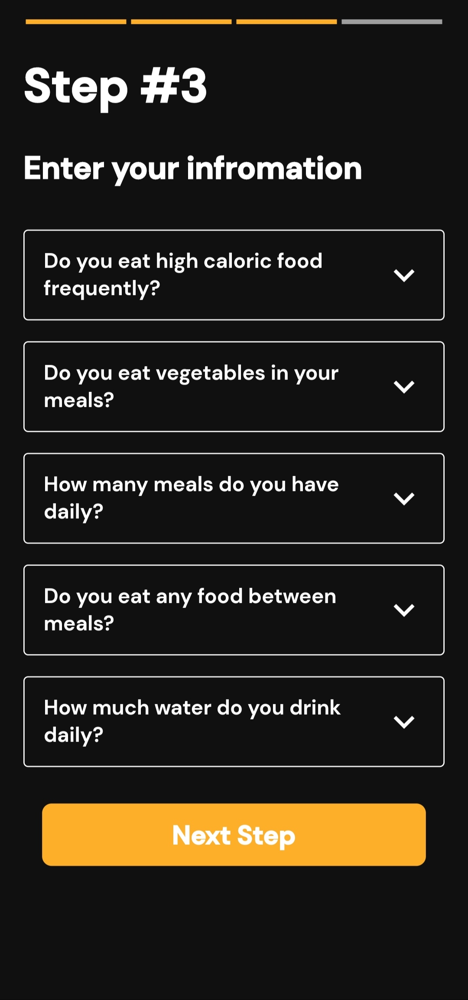 Step #3
Enter your infromation
Do you eat high caloric food
frequently?
Do you eat vegetables in your
meals?
How many meals do you have
daily?
Do you eat any food between
meals?
How much water do you drink
daily?
Next Step